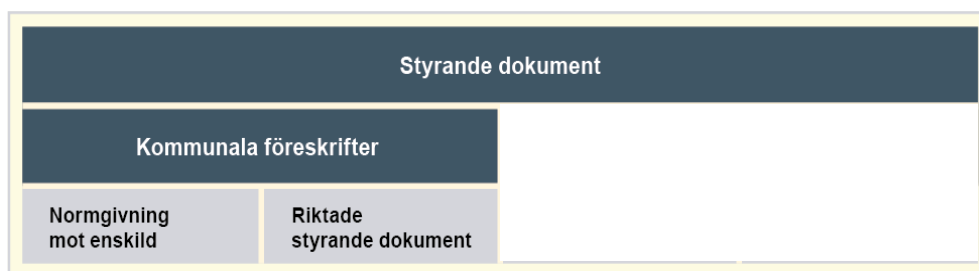 Styrande dokument
Kommunala föreskrifter
Normgivning
mot enskild
Riktade
styrande dokument